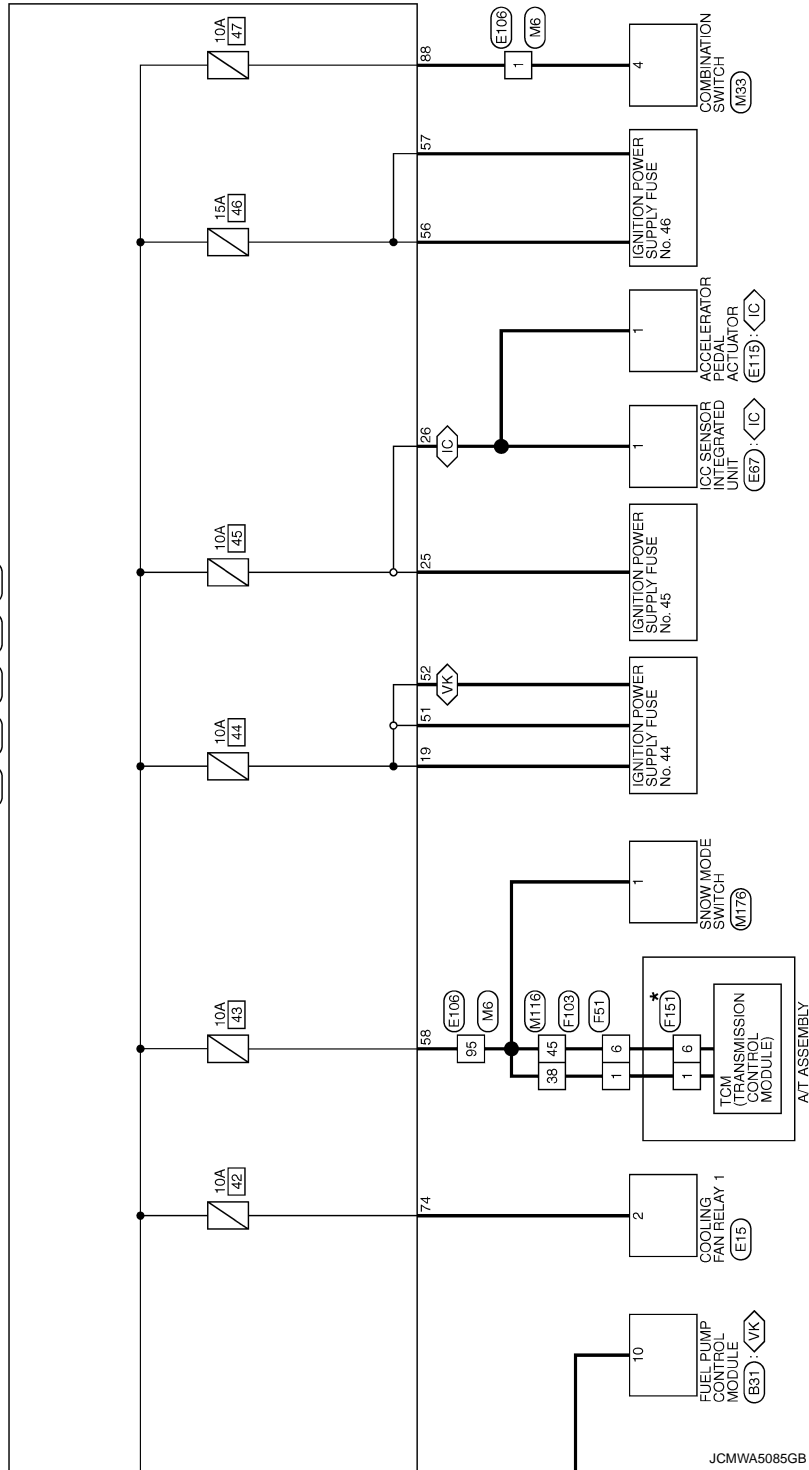 10A
47
88
E106
M6
1
4
COMBINATION
SWITCH
M33
15A
46
57
56
IGNITION POWER
SUPPLY FUSE
No. 46
1
ACCELERATOR
PEDAL
ACTUATOR
E115 : IC
10A
45
26
IC
25
1
ICC SENSOR
INTEGRATED
UNIT
E67 : IC
IGNITION POWER
SUPPLY FUSE
No. 45
10A
44
52
VK
51
19
IGNITION POWER
SUPPLY FUSE
No. 44
1
SNOW MODE
SWITCH
M176
10A
43
58
E106
M6
95
M116
F103
F51
* F151
45
6
6
38
1
1
TCM
(TRANSMISSION
CONTROL
MODULE)
A/T ASSEMBLY
10A
42
74
2
COOLING
FAN RELAY 1
E15
10
FUEL PUMP
CONTROL
MODULE
B31 : VK
JCMWA5085GB